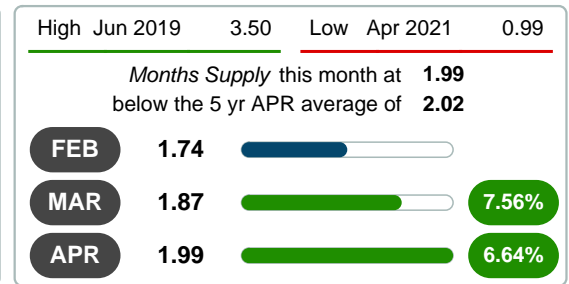 High Jun 2019 3.50 Low Apr 2021 0.99
Months Supply this month at 1.99
below the 5 yr APR average of 2.02
FEB 1.74
MAR 1.87 7.56%
APR 1.99 6.64%